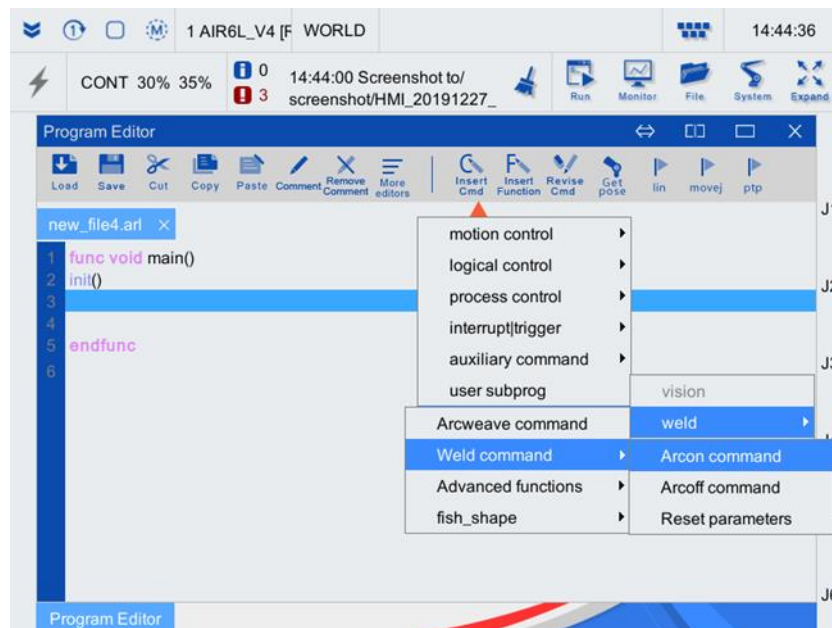 1 AIR6L_V4 [F WORLD 14:44:36
CONT 30% 35% 0 3 14:44:00 Screenshot to/
screenshot/HMI_20191227_
Run Monitor File System Expand
Program Editor
Load Save Cut Copy Paste Comment Remove Comment More editors Insert Cmd Insert Function Revise Cmd Get pose lin movej ptp
new_file4.arl
1 func void main()
2 init()
3
4
5 endfunc
6
motion control
logical control
process control
interrupt|trigger
auxiliary command
user subprog
vision
weld
Arcweave command
Weld command
Advanced functions
fish_shape
Arcon command
Arcoff command
Reset parameters
J1
J2
J3
J6
Program Editor